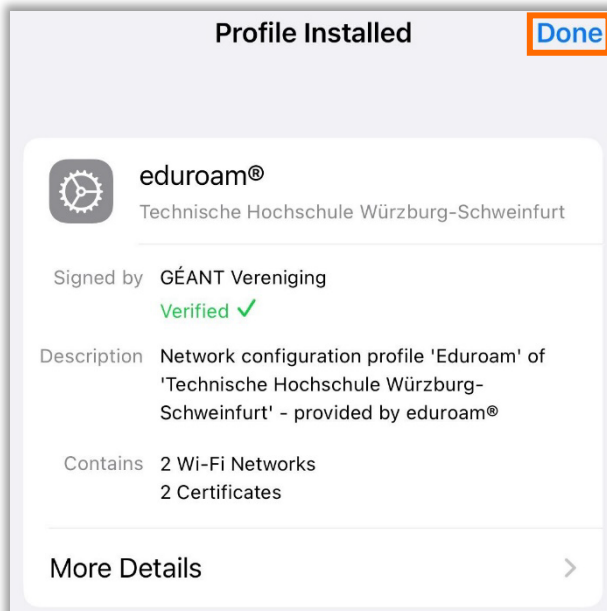 Profile Installed Done
eduroam®
Technische Hochschule Würzburg-Schweinfurt
Signed by GÉANT Vereniging
Verified ✓
Description Network configuration profile 'Eduroam' of
'Technische Hochschule Würzburg-
Schweinfurt' - provided by eduroam®
Contains 2 Wi-Fi Networks
2 Certificates
More Details